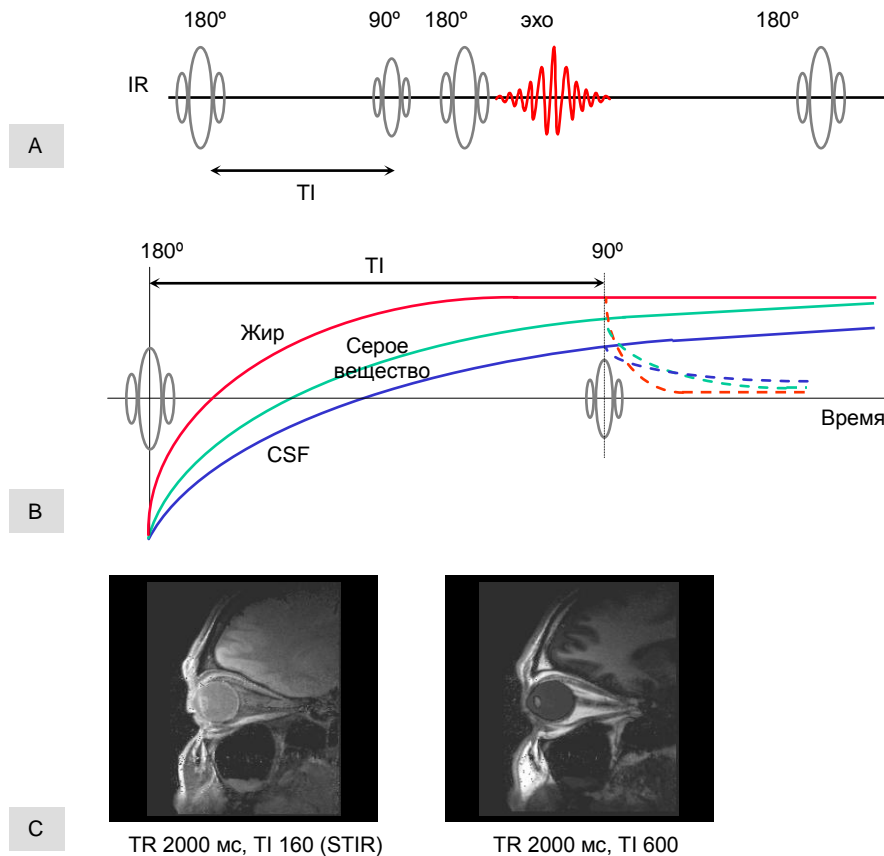 180º 90º 180º эхо 180º
IR
A
TI
180º 90º
TI
Жир
Серое
вещество
Время
CSF
B
C
TR 2000 мс, TI 160 (STIR) TR 2000 мс, TI 600